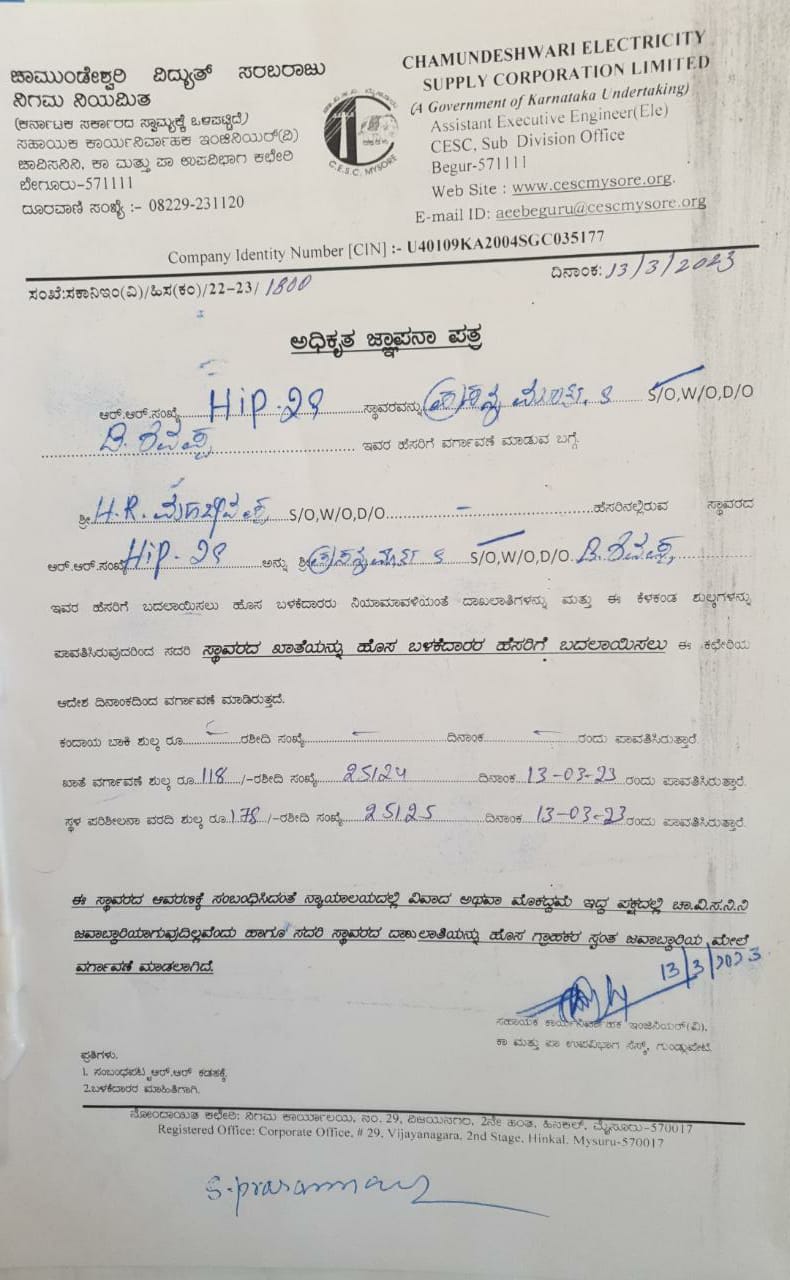 ಚಾಮುಂಡೇಶ್ವರಿ ವಿದ್ಯುತ್ ಸರಬರಾಜು
ನಿಗಮ ನಿಯಮಿತ
(ಕರ್ನಾಟಕ ಸರ್ಕಾರದ ಸ್ವಾಮ್ಯಕ್ಕೆ ಒಳಪಟ್ಟಿದೆ)
ಸಹಾಯಕ ಕಾರ್ಯನಿರ್ವಾಹಕ ಇಂಜಿನಿಯರ್(ವಿ)
ಚಾವಿಸನಿನಿ, ಕಾ ಮತ್ತು ಪಾ ಉಪವಿಭಾಗ ಕಛೇರಿ
ಬೇಗೂರು-571111
ದೂರವಾಣಿ ಸಂಖ್ಯೆ :- 08229-231120
C.E.S.C. MYSORE
CHAMUNDESHWARI ELECTRICITY
SUPPLY CORPORATION LIMITED
(A Government of Karnataka Undertaking)
Assistant Executive Engineer(Ele)
CESC, Sub Division Office
Begur-571111
Web Site : www.cescmysore.org.
E-mail ID: aeebeguru@cescmysore.org
Company Identity Number [CIN] :- U40109KA2004SGC035177
ಸಂಖೆ:ಸಕಾನಿಇಂ(ವಿ)/ಹಿಸ(ಕಂ)/22-23/ 1800
ದಿನಾಂಕ: 13/3/2023
ಅಧಿಕೃತ ಜ್ಞಾಪನಾ ಪತ್ರ
ಆರ್.ಆರ್.ಸಂಖ್ಯೆ Hip-29 ಸ್ಥಾವರವನ್ನು S/O,W/O,D/O
ಇವರ ಹೆಸರಿಗೆ ವರ್ಗಾವಣೆ ಮಾಡುವ ಬಗ್ಗೆ.
ಶ್ರೀ H.R. S/O,W/O,D/O - ಹೆಸರಿನಲ್ಲಿರುವ ಸ್ಥಾವರದ
ಆರ್.ಆರ್.ಸಂಖ್ಯೆ Hip-29 ಅನ್ನು ಶ್ರೀ S/O,W/O,D/O.
ಇವರ ಹೆಸರಿಗೆ ಬದಲಾಯಿಸಲು ಹೊಸ ಬಳಕೆದಾರರು ನಿಯಾಮಾವಳಿಯಂತೆ ದಾಖಲಾತಿಗಳನ್ನು ಮತ್ತು ಈ ಕೆಳಕಂಡ ಶುಲ್ಕಗಳನ್ನು
ಪಾವತಿಸಿರುವುದರಿಂದ ಸದರಿ ಸ್ಥಾವರದ ಖಾತೆಯನ್ನು ಹೊಸ ಬಳಕೆದಾರರ ಹೆಸರಿಗೆ ಬದಲಾಯಿಸಲು ಈ ಕಛೇರಿಯ
ಆದೇಶ ದಿನಾಂಕದಿಂದ ವರ್ಗಾವಣೆ ಮಾಡಿರುತ್ತದೆ.
ಕಂದಾಯ ಬಾಕಿ ಶುಲ್ಕ ರೂ. - ರಶೀದಿ ಸಂಖ್ಯೆ - ದಿನಾಂಕ - ರಂದು ಪಾವತಿಸಿರುತ್ತಾರೆ.
ಖಾತೆ ವರ್ಗಾವಣೆ ಶುಲ್ಕ ರೂ.118 /-ರಶೀದಿ ಸಂಖ್ಯೆ 25124 ದಿನಾಂಕ 13-03-23 ರಂದು ಪಾವತಿಸಿರುತ್ತಾರೆ.
ಸ್ಥಳ ಪರಿಶೀಲನಾ ವರದಿ ಶುಲ್ಕ ರೂ.178 /-ರಶೀದಿ ಸಂಖ್ಯೆ 25125 ದಿನಾಂಕ 13-03-23 ರಂದು ಪಾವತಿಸಿರುತ್ತಾರೆ.
ಈ ಸ್ಥಾವರದ ಆವರಣಕ್ಕೆ ಸಂಬಂಧಿಸಿದಂತೆ ನ್ಯಾಯಾಲಯದಲ್ಲಿ ವಿವಾದ ಅಥವಾ ಮೊಕದ್ದಮೆ ಇದ್ದ ಪಕ್ಷದಲ್ಲಿ ಚಾ.ವಿ.ಸ.ನಿ.ನಿ
ಜವಾಬ್ದಾರಿಯಾಗುವುದಿಲ್ಲವೆಂದು ಹಾಗೂ ಸದರಿ ಸ್ಥಾವರದ ದಾಖಲಾತಿಯನ್ನು ಹೊಸ ಗ್ರಾಹಕರ ಸ್ವಂತ ಜವಾಬ್ದಾರಿಯ ಮೇಲೆ
ವರ್ಗಾವಣೆ ಮಾಡಲಾಗಿದೆ.
13/3/2023
ಸಹಾಯಕ ಕಾರ್ಯನಿರ್ವಾಹಕ ಇಂಜಿನಿಯರ್(ವಿ),
ಕಾ ಮತ್ತು ಪಾ ಉಪವಿಭಾಗ ಸೆಸ್ಕ್, ಗುಂಡ್ಲುಪೇಟೆ.
ಪ್ರತಿಗಳು.
1. ಸಂಬಂಧಪಟ್ಟ ಆರ್.ಆರ್ ಕಡತಕ್ಕೆ.
2.ಬಳಕೆದಾರರ ಮಾಹಿತಿಗಾಗಿ.
ನೋಂದಾಯಿತ ಕಛೇರಿ: ನಿಗಮ ಕಾರ್ಯಾಲಯ, ನಂ. 29, ವಿಜಯನಗರ, 2ನೇ ಹಂತ, ಹಿನಕಲ್, ಮೈಸೂರು-570017
Registered Office: Corporate Office, # 29, Vijayanagara, 2nd Stage, Hinkal, Mysuru-570017